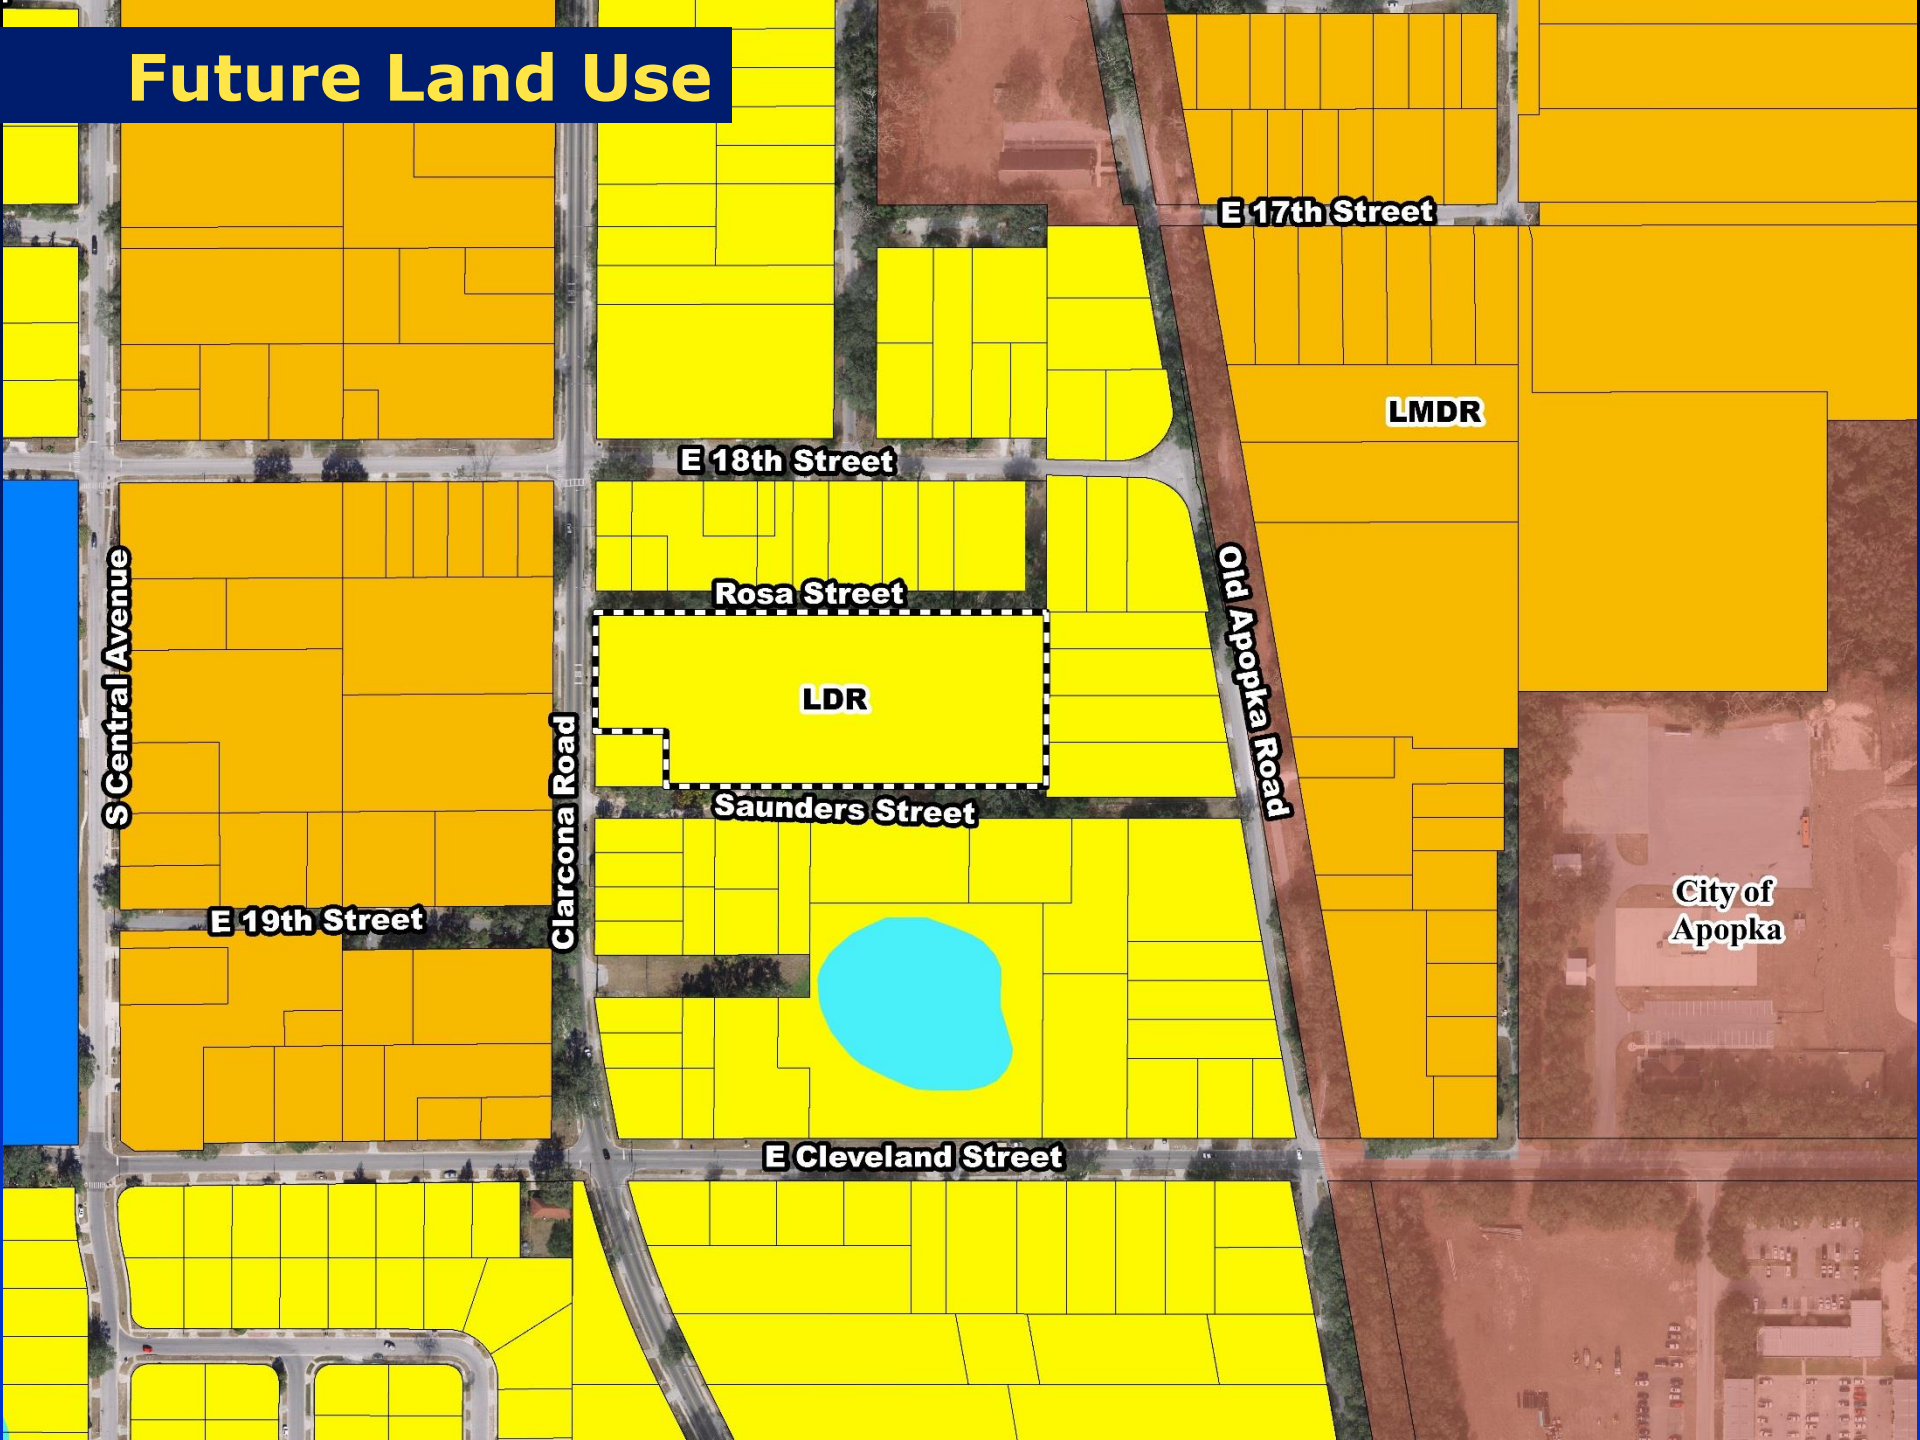 Future Land Use
E 17th Street
LMDR
E 18th Street
Rosa Street
Old Apopka Road
S Central Avenue
LDR
Clarcona Road
Saunders Street
E 19th Street
City of
Apopka
E Cleveland Street